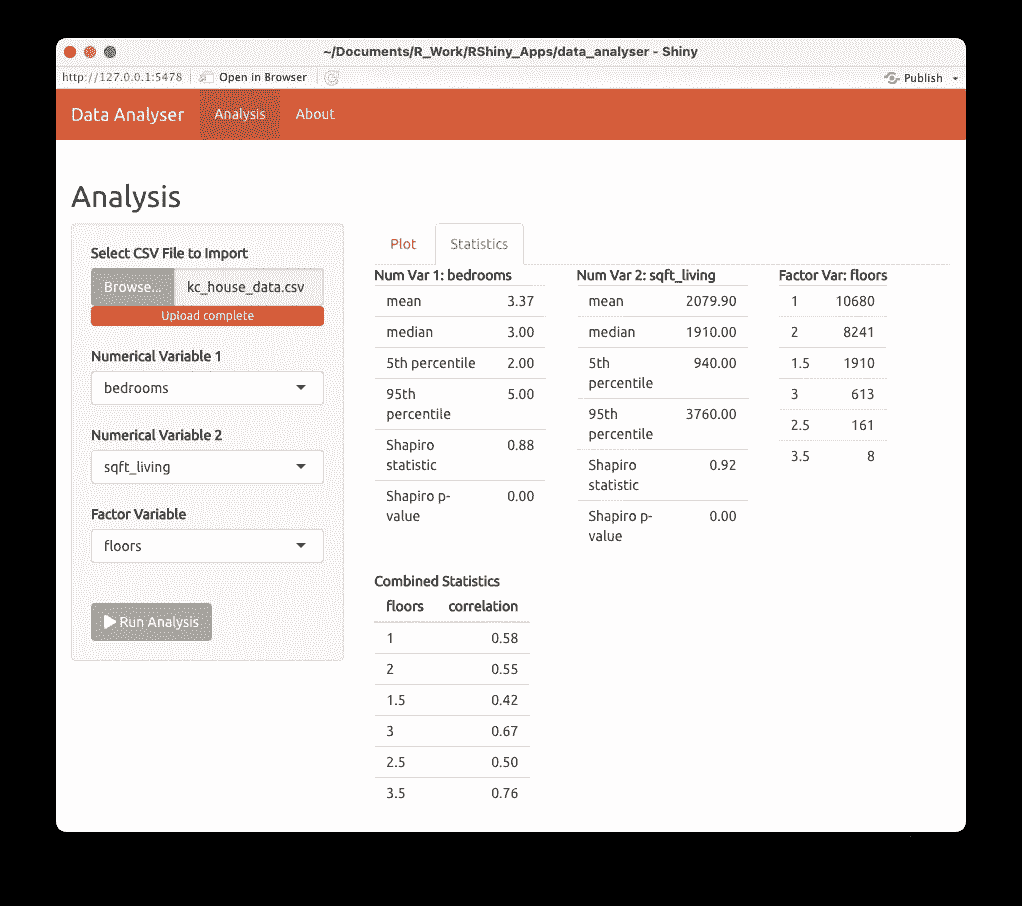 ~/Documents/R_Work/RShiny_Apps/data_analyser - Shiny
http://127.0.0.1:5478 Open in Browser Publish
Data Analyser Analysis About
Analysis
Select CSV File to Import
Browse... kc_house_data.csv
Upload complete
Numerical Variable 1
bedrooms
Numerical Variable 2
sqft_living
Factor Variable
floors
Run Analysis
Plot Statistics
Num Var 1: bedrooms
mean 3.37
median 3.00
5th percentile 2.00
95th
percentile 5.00
Shapiro
statistic 0.88
Shapiro p-
value 0.00
Num Var 2: sqft_living
mean 2079.90
median 1910.00
5th
percentile 940.00
95th
percentile 3760.00
Shapiro
statistic 0.92
Shapiro p-
value 0.00
Factor Var: floors
1 10680
2 8241
1.5 1910
3 613
2.5 161
3.5 8
Combined Statistics
floors correlation
1 0.58
2 0.55
1.5 0.42
3 0.67
2.5 0.50
3.5 0.76